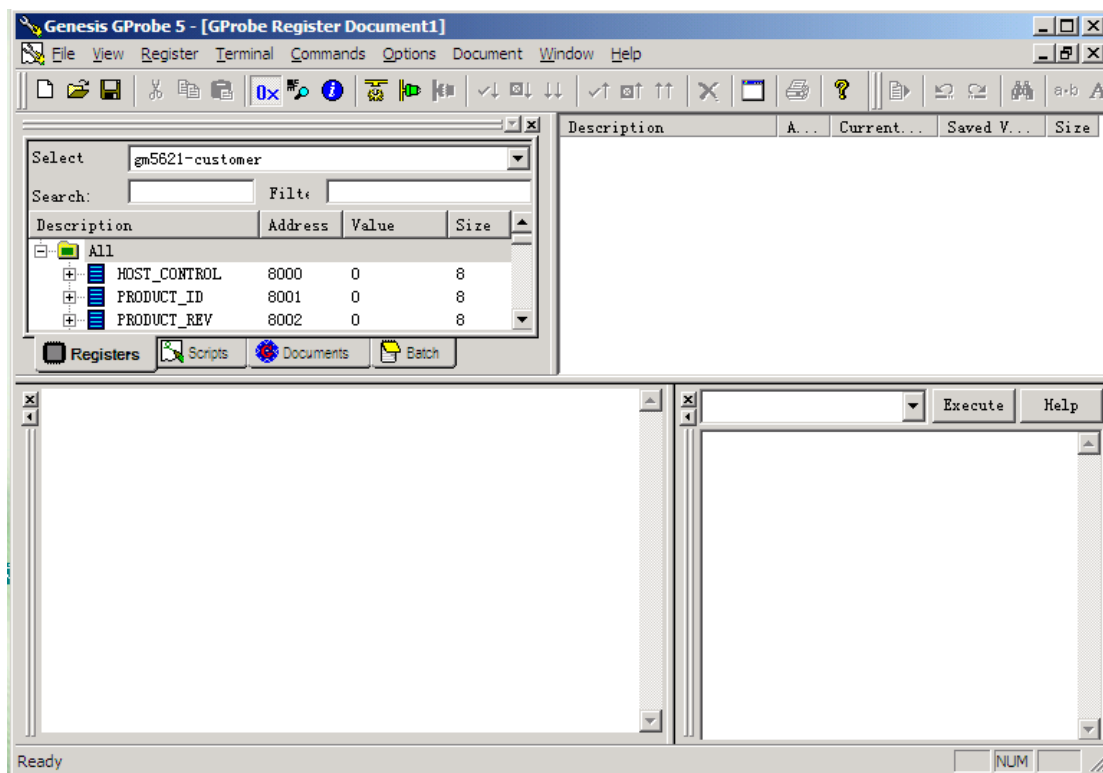 Genesis GProbe 5 - [GProbe Register Document1]
File View Register Terminal Commands Options Document Window Help
0x a·b A
Description A... Current... Saved V... Size
Select gm5621-customer
Search: Filt
Description Address Value Size
All
HOST_CONTROL 8000 0 8
PRODUCT_ID 8001 0 8
PRODUCT_REV 8002 0 8
Registers Scripts Documents Batch
Execute Help
Ready NUM